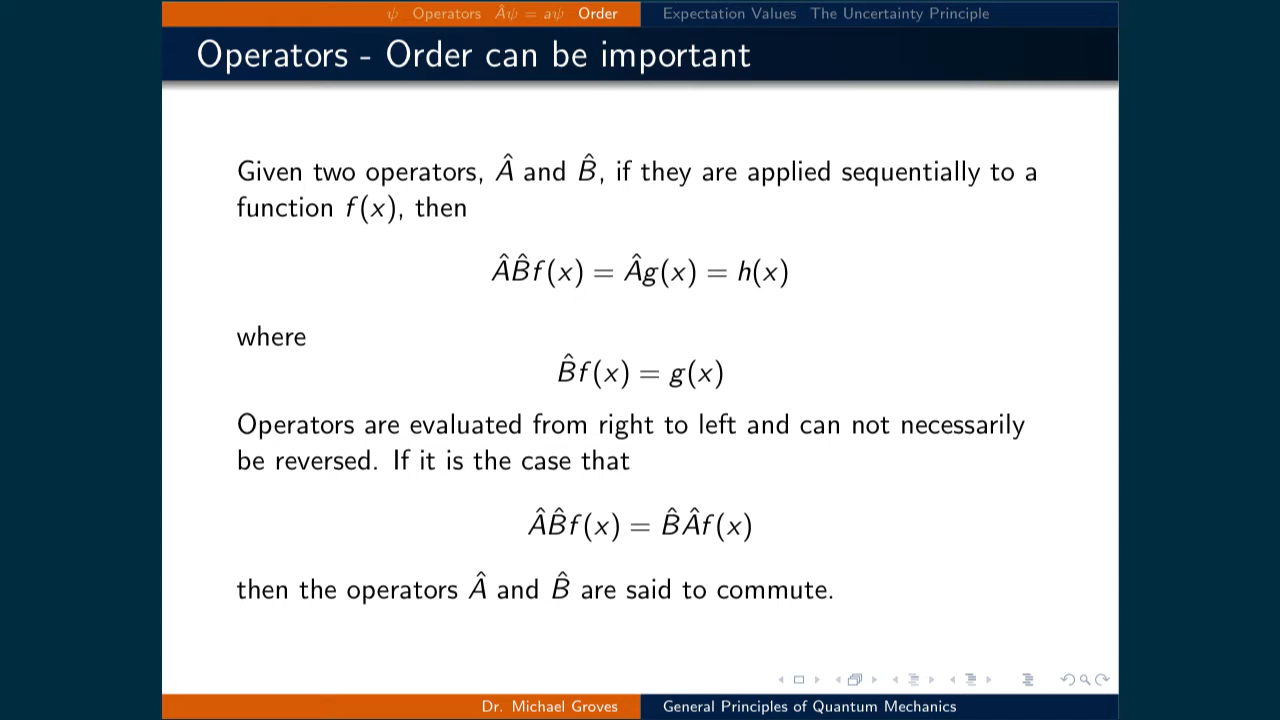 ψ Operators Âψ = aψ Order Expectation Values The Uncertainty Principle
Operators - Order can be important
Given two operators, Â and B̂, if they are applied sequentially to a
function f(x), then
ÂB̂f(x) = Âg(x) = h(x)
where
B̂f(x) = g(x)
Operators are evaluated from right to left and can not necessarily
be reversed. If it is the case that
ÂB̂f(x) = B̂Âf(x)
then the operators Â and B̂ are said to commute.
Dr. Michael Groves General Principles of Quantum Mechanics